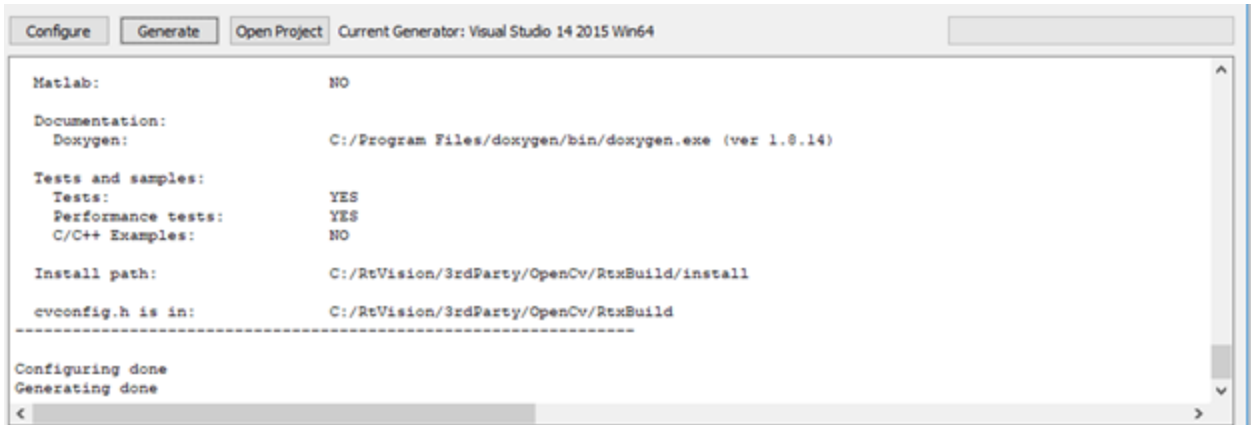 Configure Generate Open Project Current Generator: Visual Studio 14 2015 Win64
Matlab: NO
Documentation:
Doxygen: C:/Program Files/doxygen/bin/doxygen.exe (ver 1.8.14)
Tests and samples:
Tests: YES
Performance tests: YES
C/C++ Examples: NO
Install path: C:/RtVision/3rdParty/OpenCv/RtxBuild/install
cvconfig.h is in: C:/RtVision/3rdParty/OpenCv/RtxBuild
-----------------------------------------------------------------
Configuring done
Generating done